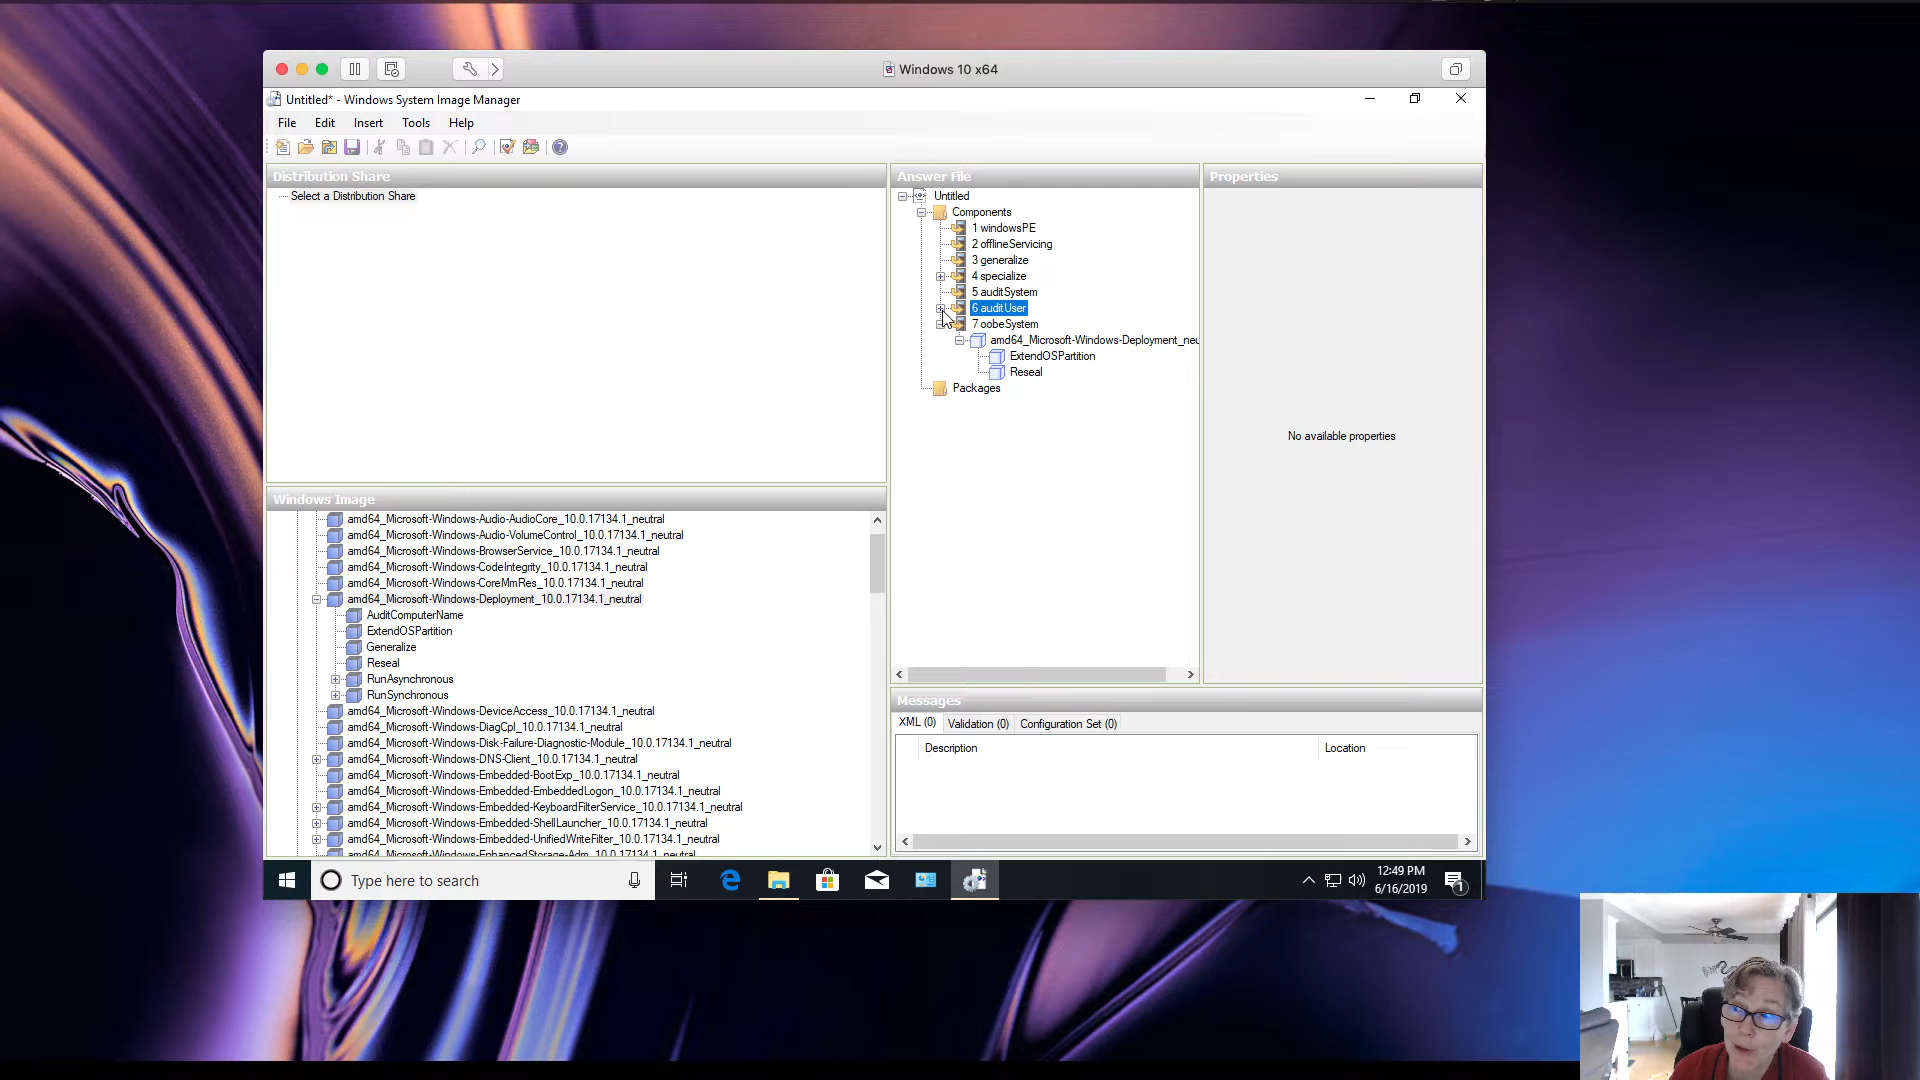 Windows 10 x64
Untitled* - Windows System Image Manager
File Edit Insert Tools Help
Distribution Share
Select a Distribution Share
Answer File
Untitled
Components
1 windowsPE
2 offlineServicing
3 generalize
4 specialize
5 auditSystem
6 auditUser
7 oobeSystem
amd64_Microsoft-Windows-Deployment_neu
ExtendOSPartition
Reseal
Packages
Properties
No available properties
Windows Image
amd64_Microsoft-Windows-Audio-AudioCore_10.0.17134.1_neutral
amd64_Microsoft-Windows-Audio-VolumeControl_10.0.17134.1_neutral
amd64_Microsoft-Windows-BrowserService_10.0.17134.1_neutral
amd64_Microsoft-Windows-CodeIntegrity_10.0.17134.1_neutral
amd64_Microsoft-Windows-CoreMmRes_10.0.17134.1_neutral
amd64_Microsoft-Windows-Deployment_10.0.17134.1_neutral
AuditComputerName
ExtendOSPartition
Generalize
Reseal
RunAsynchronous
RunSynchronous
amd64_Microsoft-Windows-DeviceAccess_10.0.17134.1_neutral
amd64_Microsoft-Windows-DiagCpl_10.0.17134.1_neutral
amd64_Microsoft-Windows-Disk-Failure-Diagnostic-Module_10.0.17134.1_neutral
amd64_Microsoft-Windows-DNS-Client_10.0.17134.1_neutral
amd64_Microsoft-Windows-Embedded-BootExp_10.0.17134.1_neutral
amd64_Microsoft-Windows-Embedded-EmbeddedLogon_10.0.17134.1_neutral
amd64_Microsoft-Windows-Embedded-KeyboardFilterService_10.0.17134.1_neutral
amd64_Microsoft-Windows-Embedded-ShellLauncher_10.0.17134.1_neutral
amd64_Microsoft-Windows-Embedded-UnifiedWriteFilter_10.0.17134.1_neutral
amd64_Microsoft-Windows-EnhancedStorage-Adm_10.0.17134.1_neutral
Messages
XML (0) Validation (0) Configuration Set (0)
Description Location
Type here to search
12:49 PM
6/16/2019
1